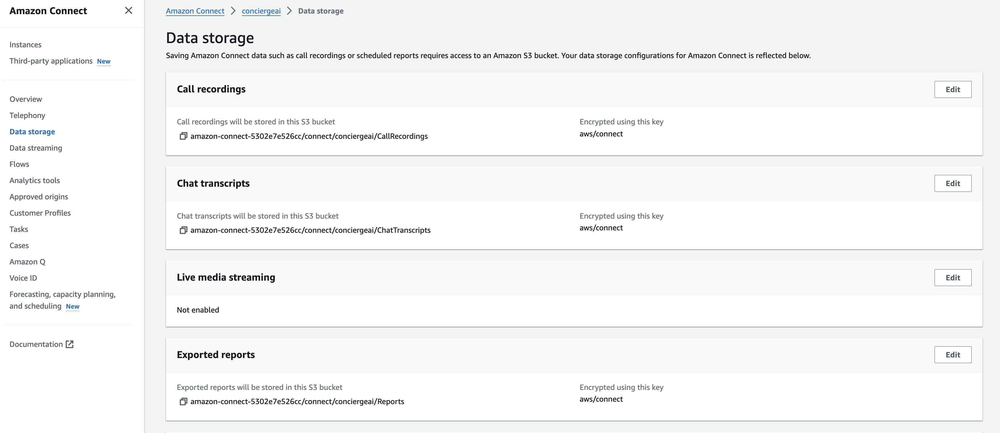 Amazon Connect
Instances
Third-party applications New
Overview
Telephony
Data storage
Data streaming
Flows
Analytics tools
Approved origins
Customer Profiles
Tasks
Cases
Amazon Q
Voice ID
Forecasting, capacity planning,
and scheduling New
Documentation
Amazon Connect > conciergeai > Data storage
Data storage
Saving Amazon Connect data such as call recordings or scheduled reports requires access to an Amazon S3 bucket. Your data storage configurations for Amazon Connect is reflected below.
Call recordings
Edit
Call recordings will be stored in this S3 bucket
amazon-connect-5302e7e526cc/connect/conciergeai/CallRecordings
Encrypted using this key
aws/connect
Chat transcripts
Edit
Chat transcripts will be stored in this S3 bucket
amazon-connect-5302e7e526cc/connect/conciergeai/ChatTranscripts
Encrypted using this key
aws/connect
Live media streaming
Edit
Not enabled
Exported reports
Edit
Exported reports will be stored in this S3 bucket
amazon-connect-5302e7e526cc/connect/conciergeai/Reports
Encrypted using this key
aws/connect